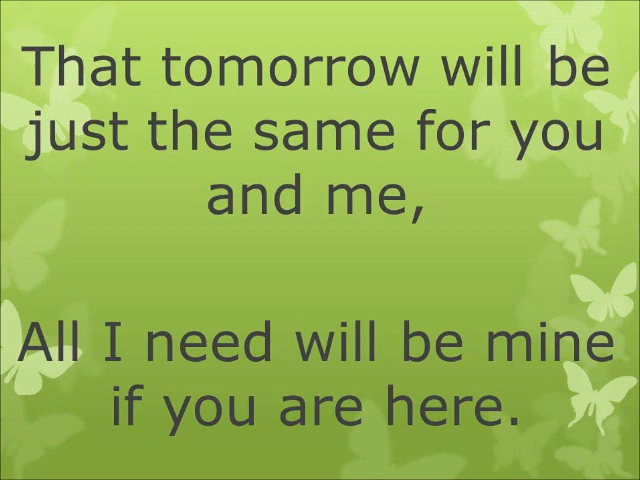 That tomorrow will be
just the same for you
and me,
All I need will be mine
if you are here.